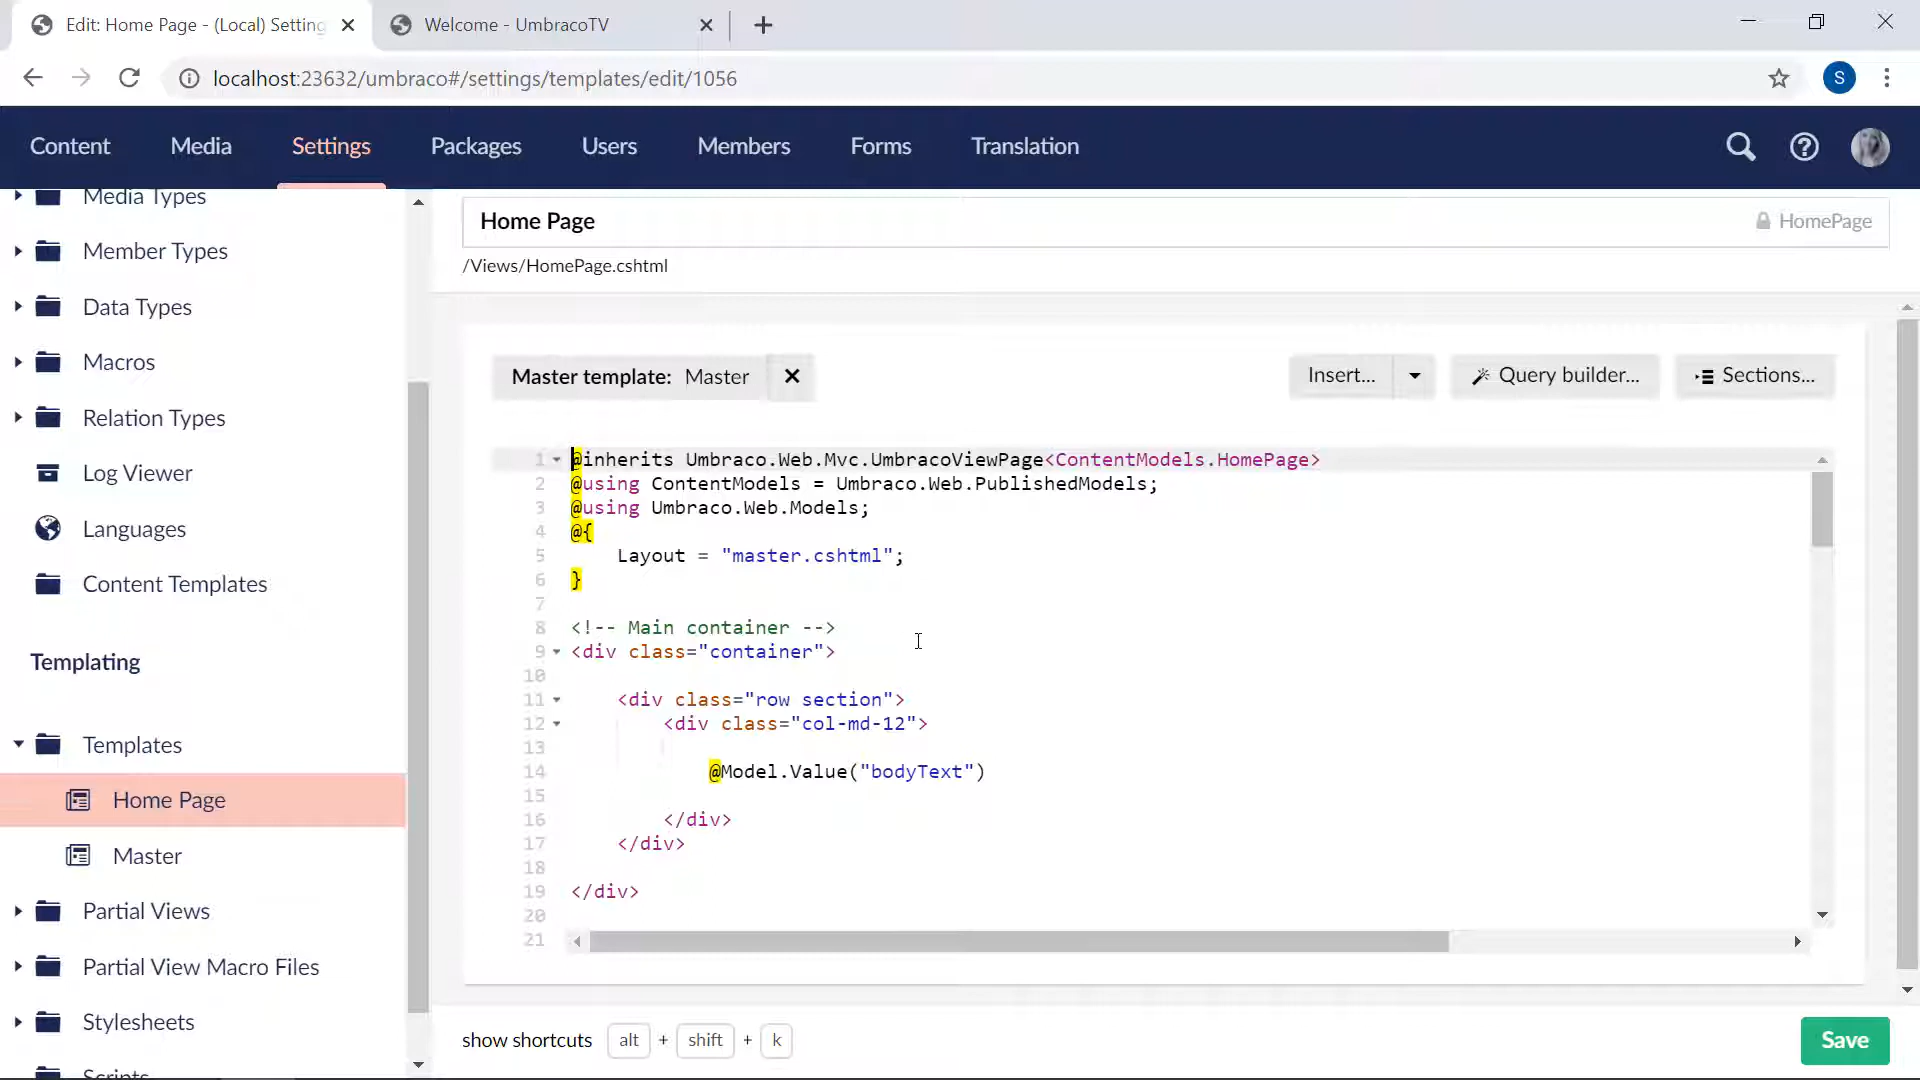 Edit: Home Page - (Local) Setting
Welcome - UmbracoTV
localhost:23632/umbraco#/settings/templates/edit/1056
S
Content
Media
Settings
Packages
Users
Members
Forms
Translation
Media Types
Member Types
Data Types
Macros
Relation Types
Log Viewer
Languages
Content Templates
Templating
Templates
Home Page
Master
Partial Views
Partial View Macro Files
Stylesheets
Scripts
Home Page
HomePage
/Views/HomePage.cshtml
Master template: Master
Insert...
Query builder...
Sections...
1 @inherits Umbraco.Web.Mvc.UmbracoViewPage<ContentModels.HomePage>
2 @using ContentModels = Umbraco.Web.PublishedModels;
3 @using Umbraco.Web.Models;
4 @{
5 Layout = "master.cshtml";
6 }
7
8 <!-- Main container -->
9 <div class="container">
10
11 <div class="row section">
12 <div class="col-md-12">
13
14 @Model.Value("bodyText")
15
16 </div>
17 </div>
18
19 </div>
20
21
show shortcuts alt + shift + k
Save